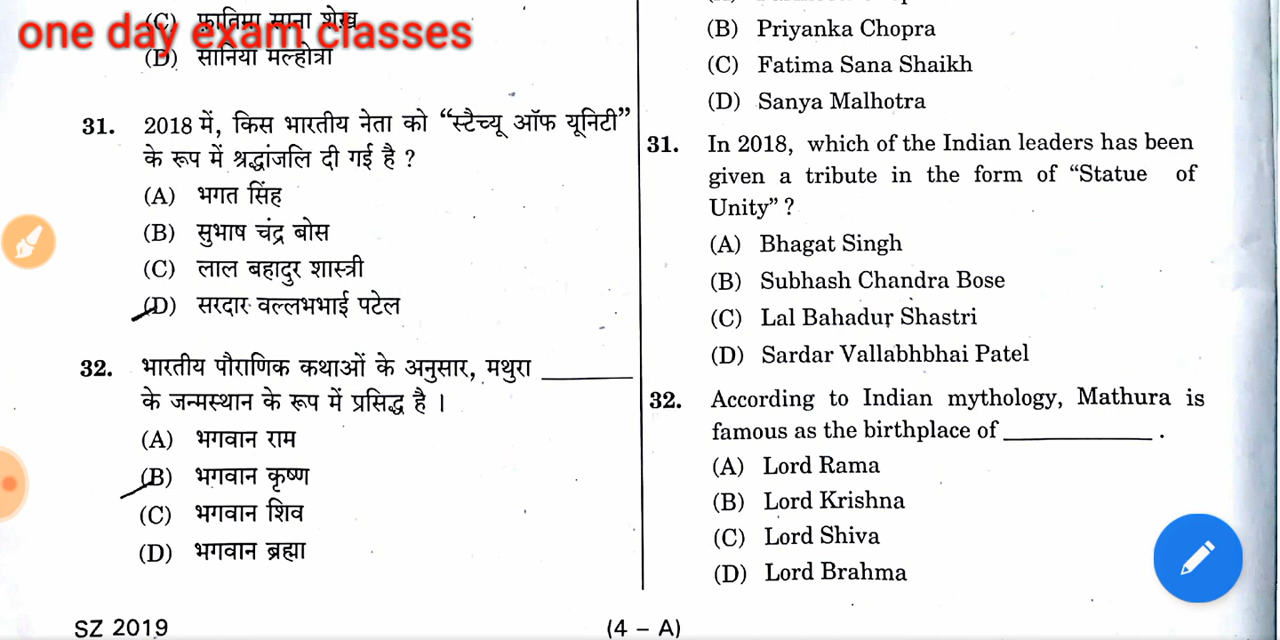 one day exam classes
(C) फ़ातिमा साना शेख
(D) सानिया मल्होत्रा
31. 2018 में, किस भारतीय नेता को “स्टैच्यू ऑफ यूनिटी”
के रूप में श्रद्धांजलि दी गई है ?
(A) भगत सिंह
(B) सुभाष चंद्र बोस
(C) लाल बहादुर शास्त्री
(D) सरदार वल्लभभाई पटेल
32. भारतीय पौराणिक कथाओं के अनुसार, मथुरा ________
के जन्मस्थान के रूप में प्रसिद्ध है ।
(A) भगवान राम
(B) भगवान कृष्ण
(C) भगवान शिव
(D) भगवान ब्रह्मा
(B) Priyanka Chopra
(C) Fatima Sana Shaikh
(D) Sanya Malhotra
31. In 2018, which of the Indian leaders has been
given a tribute in the form of “Statue of
Unity” ?
(A) Bhagat Singh
(B) Subhash Chandra Bose
(C) Lal Bahadur Shastri
(D) Sardar Vallabhbhai Patel
32. According to Indian mythology, Mathura is
famous as the birthplace of ____________ .
(A) Lord Rama
(B) Lord Krishna
(C) Lord Shiva
(D) Lord Brahma
SZ 2019
(4 – A)